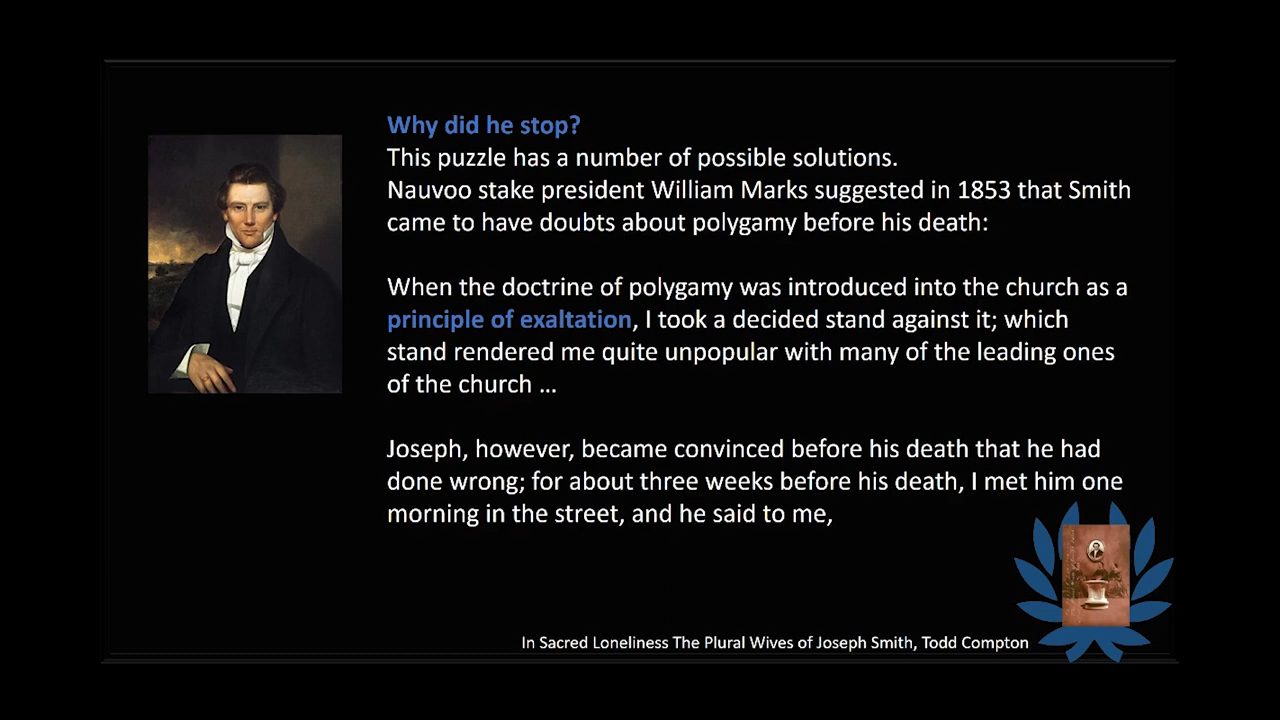 Why did he stop?
This puzzle has a number of possible solutions.
Nauvoo stake president William Marks suggested in 1853 that Smith
came to have doubts about polygamy before his death:
When the doctrine of polygamy was introduced into the church as a
principle of exaltation, I took a decided stand against it; which
stand rendered me quite unpopular with many of the leading ones
of the church ...
Joseph, however, became convinced before his death that he had
done wrong; for about three weeks before his death, I met him one
morning in the street, and he said to me,
In Sacred Loneliness The Plural Wives of Joseph Smith, Todd Compton